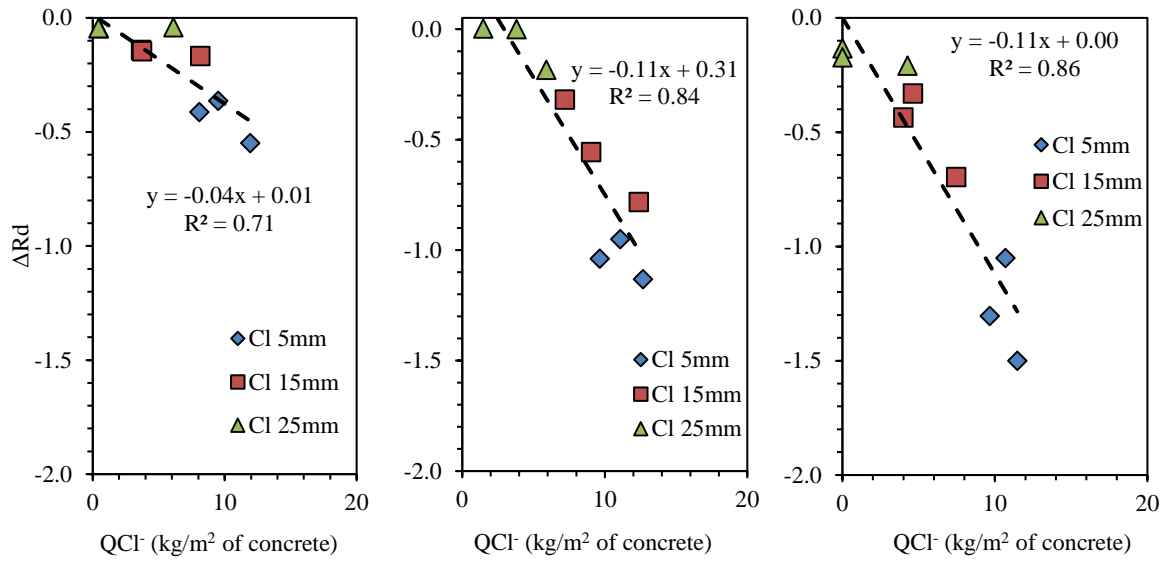 0.0
-0.5
-1.0
-1.5
-2.0
ΔRd
0
10
20
QCl⁻ (kg/m² of concrete)
y = -0.04x + 0.01
R² = 0.71
Cl 5mm
Cl 15mm
Cl 25mm
0.0
-0.5
-1.0
-1.5
-2.0
0
10
20
QCl⁻ (kg/m² of concrete)
y = -0.11x + 0.31
R² = 0.84
Cl 5mm
Cl 15mm
Cl 25mm
0.0
-0.5
-1.0
-1.5
-2.0
0
10
20
QCl⁻ (kg/m² of concrete)
y = -0.11x + 0.00
R² = 0.86
Cl 5mm
Cl 15mm
Cl 25mm